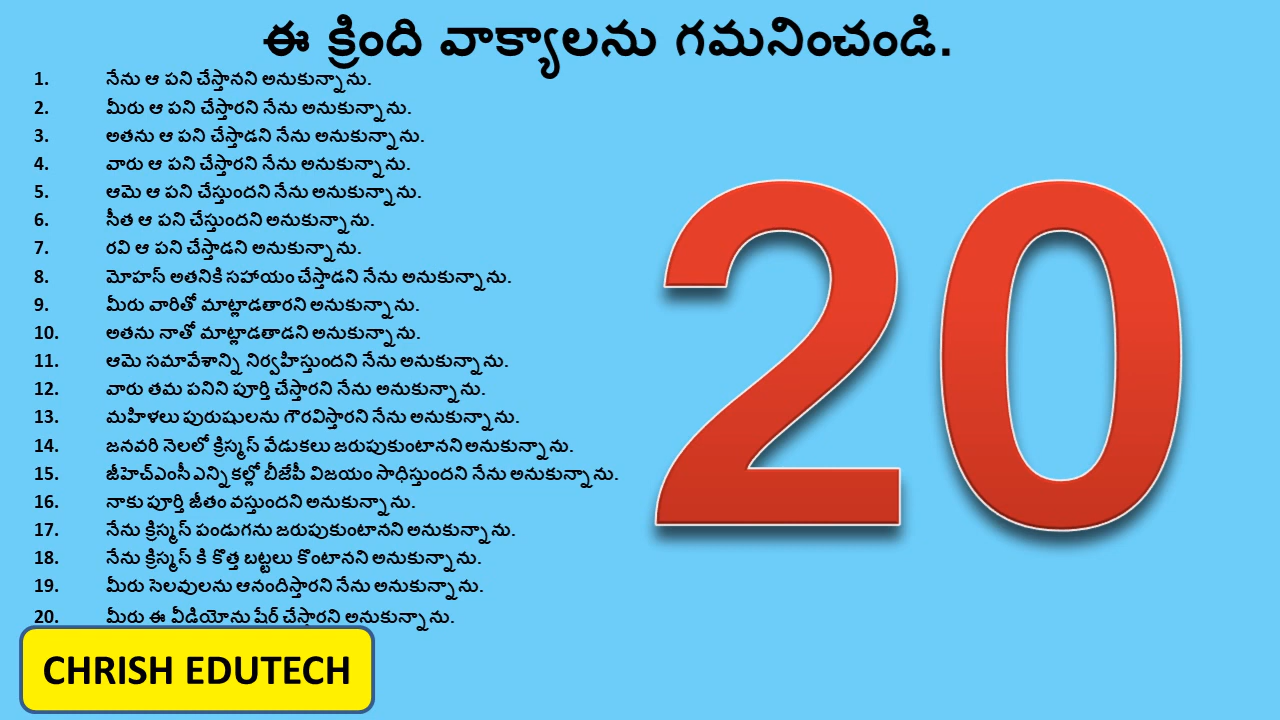 ఈ క్రింది వాక్యాలను గమనించండి.
1. నేను ఆ పని చేస్తానని అనుకున్నాను.
2. మీరు ఆ పని చేస్తారని నేను అనుకున్నాను.
3. అతను ఆ పని చేస్తాడని నేను అనుకున్నాను.
4. వారు ఆ పని చేస్తారని నేను అనుకున్నాను.
5. ఆమె ఆ పని చేస్తుందని నేను అనుకున్నాను.
6. సీత ఆ పని చేస్తుందని అనుకున్నాను.
7. రవి ఆ పని చేస్తాడని అనుకున్నాను.
8. మోహస్ అతనికి సహాయం చేస్తాడని నేను అనుకున్నాను.
9. మీరు వారితో మాట్లాడతారని అనుకున్నాను.
10. అతను నాతో మాట్లాడతాడని అనుకున్నాను.
11. ఆమె సమావేశాన్ని నిర్వహిస్తుందని నేను అనుకున్నాను.
12. వారు తమ పనిని పూర్తి చేస్తారని నేను అనుకున్నాను.
13. మహిళలు పురుషులను గౌరవిస్తారని నేను అనుకున్నాను.
14. జనవరి నెలలో క్రిస్మస్ వేడుకలు జరుపుకుంటానని అనుకున్నాను.
15. జీహెచ్ఎంసీ ఎన్నికల్లో బీజేపీ విజయం సాధిస్తుందని నేను అనుకున్నాను.
16. నాకు పూర్తి జీతం వస్తుందని అనుకున్నాను.
17. నేను క్రిస్మస్ పండుగను జరుపుకుంటానని అనుకున్నాను.
18. నేను క్రిస్మస్ కి కొత్త బట్టలు కొంటానని అనుకున్నాను.
19. మీరు సెలవులను ఆనందిస్తారని నేను అనుకున్నాను.
20. మీరు ఈ వీడియోను షేర్ చేస్తారని అనుకున్నాను.
20
CHRISH EDUTECH